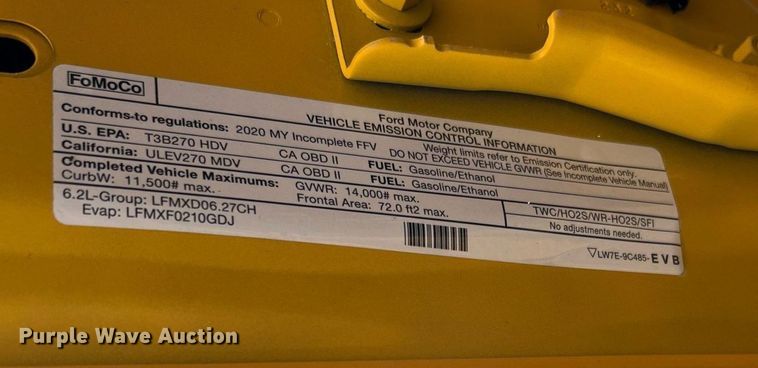 FoMoCo
Ford Motor Company
VEHICLE EMISSION CONTROL INFORMATION
Conforms-to regulations: 2020 MY Incomplete FFV
Weight limits refer to Emission Certification only.
DO NOT EXCEED VEHICLE GVWR (See Incomplete Vehicle Manual)
U.S. EPA: T3B270 HDV CA OBD II FUEL: Gasoline/Ethanol
California: ULEV270 MDV CA OBD II FUEL: Gasoline/Ethanol
Completed Vehicle Maximums:
CurbW: 11,500# max.
GVWR: 14,000# max.
Frontal Area: 72.0 ft2 max.
6.2L-Group: LFMXD06.27CH
Evap: LFMXF0210GDJ
TWC/HO2S/WR-HO2S/SFI
No adjustments needed.
▽LW7E-9C485- E V B
Purple Wave Auction